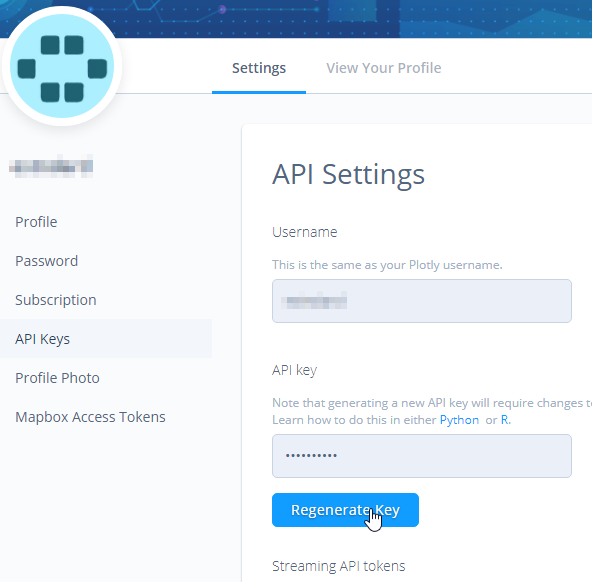 Settings
View Your Profile
Profile
Password
Subscription
API Keys
Profile Photo
Mapbox Access Tokens
API Settings
Username
This is the same as your Plotly username.
API key
Note that generating a new API key will require changes
Learn how to do this in either Python or R.
••••••••••
Regenerate Key
Streaming API tokens